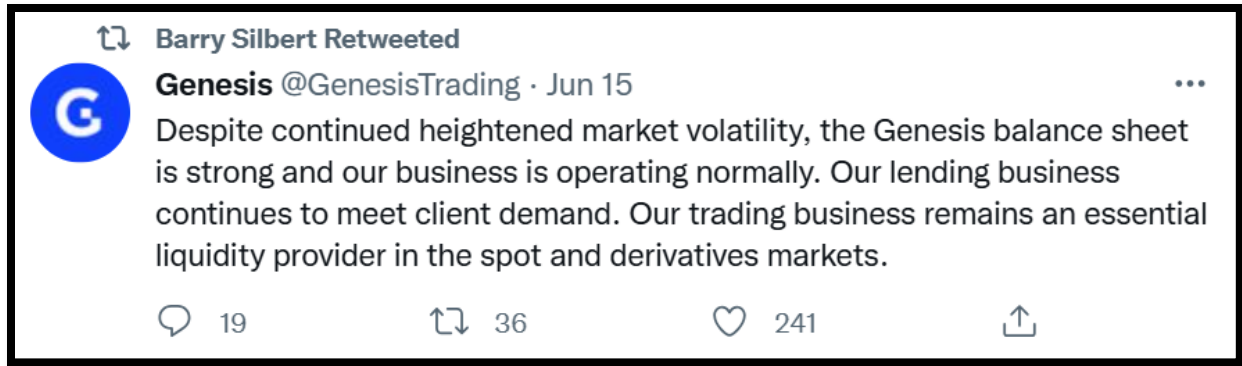 Barry Silbert Retweeted
Genesis @GenesisTrading · Jun 15
G
Despite continued heightened market volatility, the Genesis balance sheet
is strong and our business is operating normally. Our lending business
continues to meet client demand. Our trading business remains an essential
liquidity provider in the spot and derivatives markets.
19 36 241